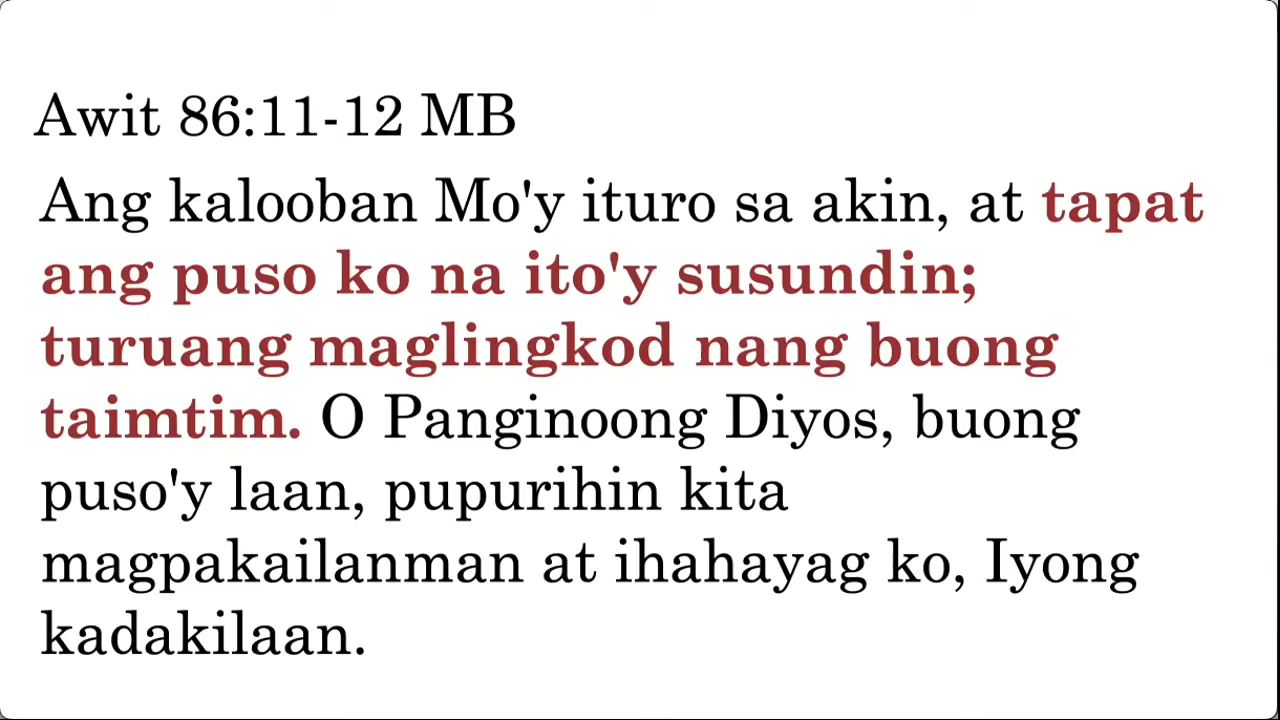 Awit 86:11-12 MB
Ang kalooban Mo'y ituro sa akin, at tapat
ang puso ko na ito'y susundin;
turuang maglingkod nang buong
taimtim. O Panginoong Diyos, buong
puso'y laan, pupurihin kita
magpakailanman at ihahayag ko, Iyong
kadakilaan.